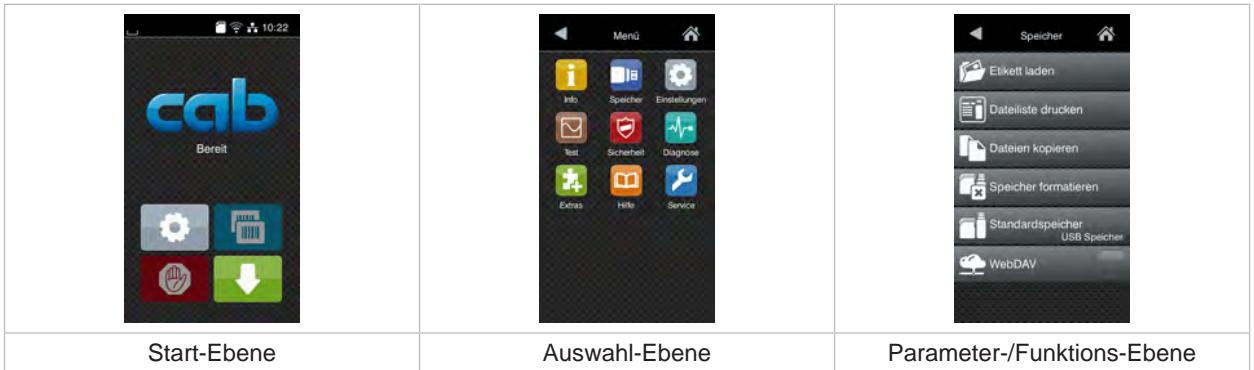 10:22
cab
Bereit
Start-Ebene
Menü
Info Speicher Einstellungen
Test Sicherheit Diagnose
Extras Hilfe Service
Auswahl-Ebene
Speicher
Etikett laden
Dateiliste drucken
Dateien kopieren
Speicher formatieren
Standardspeicher
USB Speicher
WebDAV
Parameter-/Funktions-Ebene